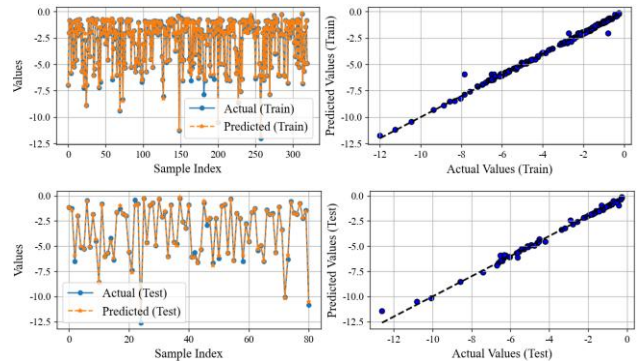 Values
0.0
-2.5
-5.0
-7.5
-10.0
-12.5
Actual (Train)
Predicted (Train)
0 50 100 150 200 250 300
Sample Index
Predicted Values (Train)
0.0
-2.5
-5.0
-7.5
-10.0
-12.5
-12 -10 -8 -6 -4 -2 0
Actual Values (Train)
Values
0.0
-2.5
-5.0
-7.5
-10.0
-12.5
Actual (Test)
Predicted (Test)
0 20 40 60 80
Sample Index
Predicted Values (Test)
0.0
-2.5
-5.0
-7.5
-10.0
-12.5
-12 -10 -8 -6 -4 -2 0
Actual Values (Test)